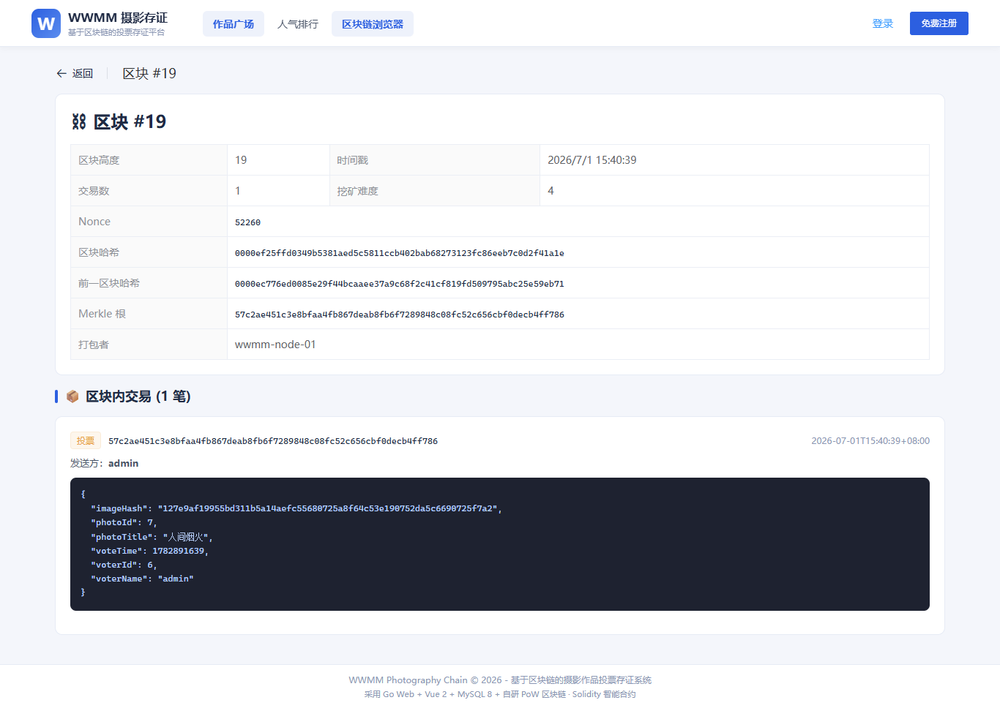 W
WWMM 摄影存证
基于区块链的投票存证平台
作品广场
人气排行
区块链浏览器
登录
免费注册
返回
区块 #19
区块 #19
区块高度 19 时间戳 2026/7/1 15:40:39
交易数 1 挖矿难度 4
Nonce 52260
区块哈希 0000ef25ffd0349b5381aed5c5811ccb402bab68273123fc86eeb7c0d2f41a1e
前一区块哈希 0000ec776ed0085e29f44bcaaee37a9c68f2c41cf819fd509795abc25e59eb71
Merkle 根 57c2ae451c3e8bfaa4fb867deab8fb6f7289848c08fc52c656cbf0decb4ff786
打包者 wwmm-node-01
区块内交易 (1 笔)
投票 57c2ae451c3e8bfaa4fb867deab8fb6f7289848c08fc52c656cbf0decb4ff786 2026-07-01T15:40:39+08:00
发送方: admin
{
"imageHash": "127e9af19955bd311b5a14aefc55680725a8f64c53e190752da5c6690725f7a2",
"photoId": 7,
"photoTitle": "人间烟火",
"voteTime": 1782891639,
"voterId": 6,
"voterName": "admin"
}
WWMM Photography Chain © 2026 - 基于区块链的摄影作品投票存证系统
采用 Go Web + Vue 2 + MySQL 8 + 自研 PoW 区块链 · Solidity 智能合约